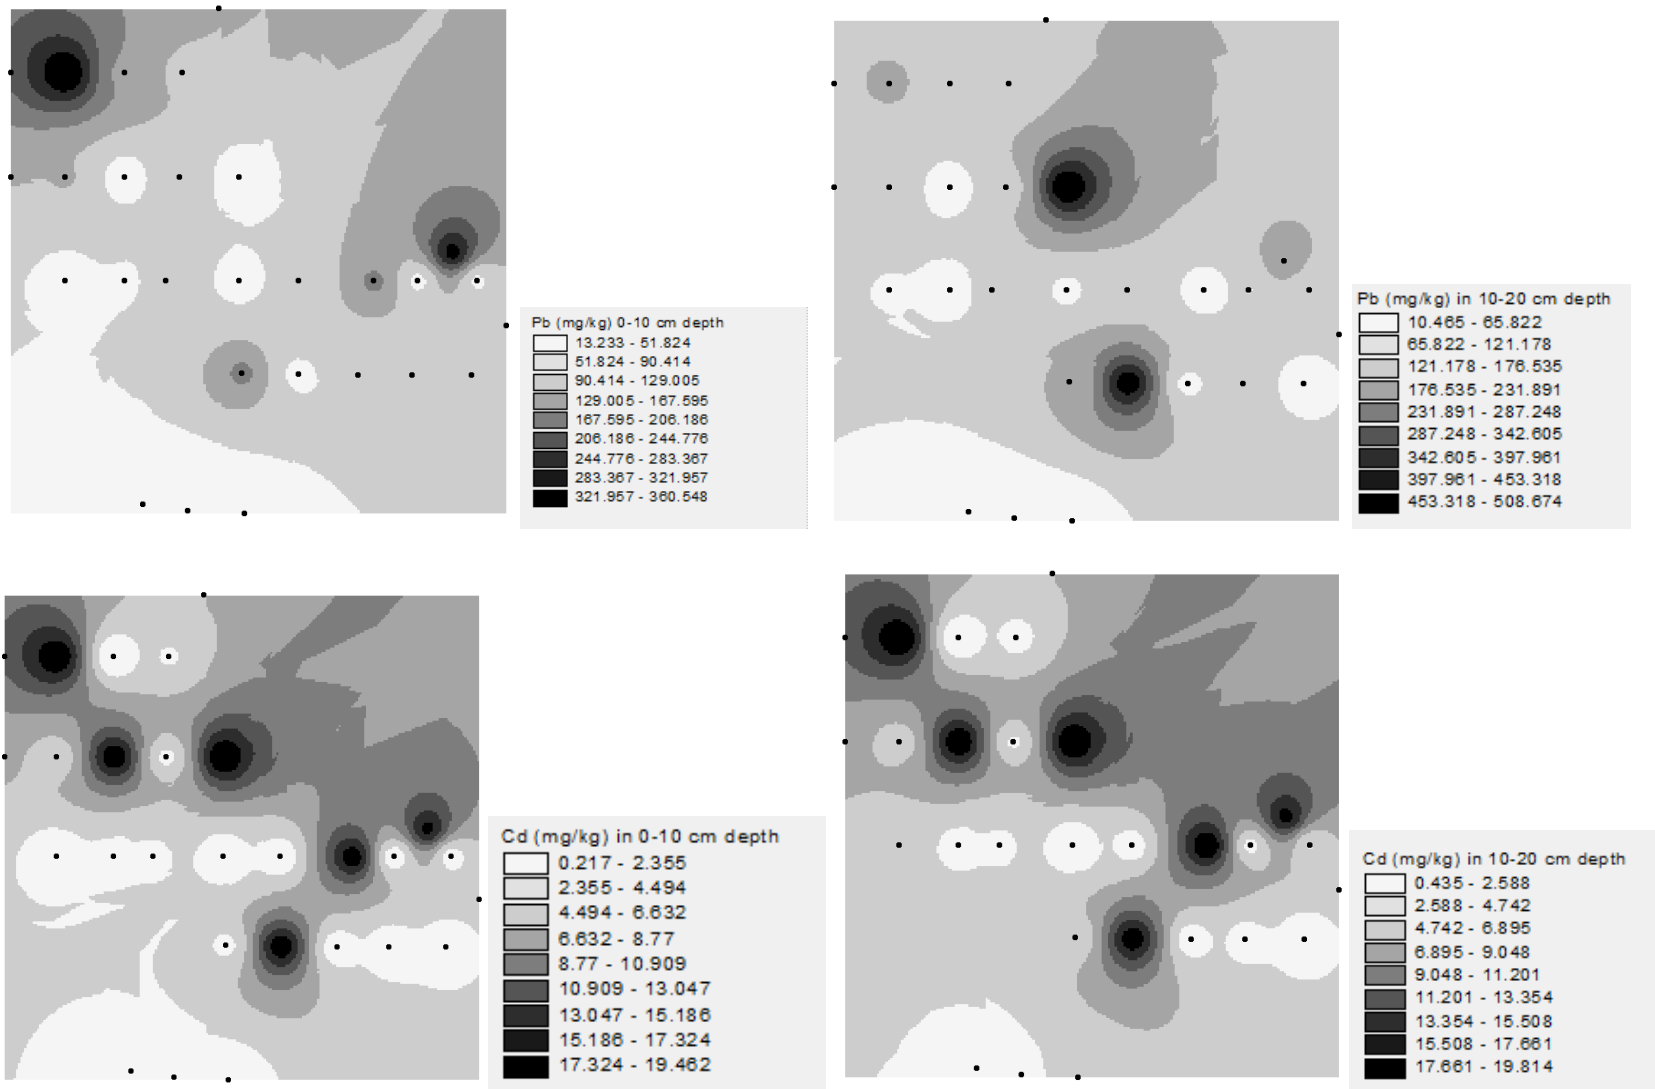 Pb (mg/kg) 0-10 cm depth
13.233 - 51.824
51.824 - 90.414
90.414 - 129.005
129.005 - 167.595
167.595 - 206.186
206.186 - 244.776
244.776 - 283.367
283.367 - 321.957
321.957 - 360.548
Pb (mg/kg) in 10-20 cm depth
10.465 - 65.822
65.822 - 121.178
121.178 - 176.535
176.535 - 231.891
231.891 - 287.248
287.248 - 342.605
342.605 - 397.961
397.961 - 453.318
453.318 - 508.674
Cd (mg/kg) in 0-10 cm depth
0.217 - 2.355
2.355 - 4.494
4.494 - 6.632
6.632 - 8.77
8.77 - 10.909
10.909 - 13.047
13.047 - 15.186
15.186 - 17.324
17.324 - 19.462
Cd (mg/kg) in 10-20 cm depth
0.435 - 2.588
2.588 - 4.742
4.742 - 6.895
6.895 - 9.048
9.048 - 11.201
11.201 - 13.354
13.354 - 15.508
15.508 - 17.661
17.661 - 19.814